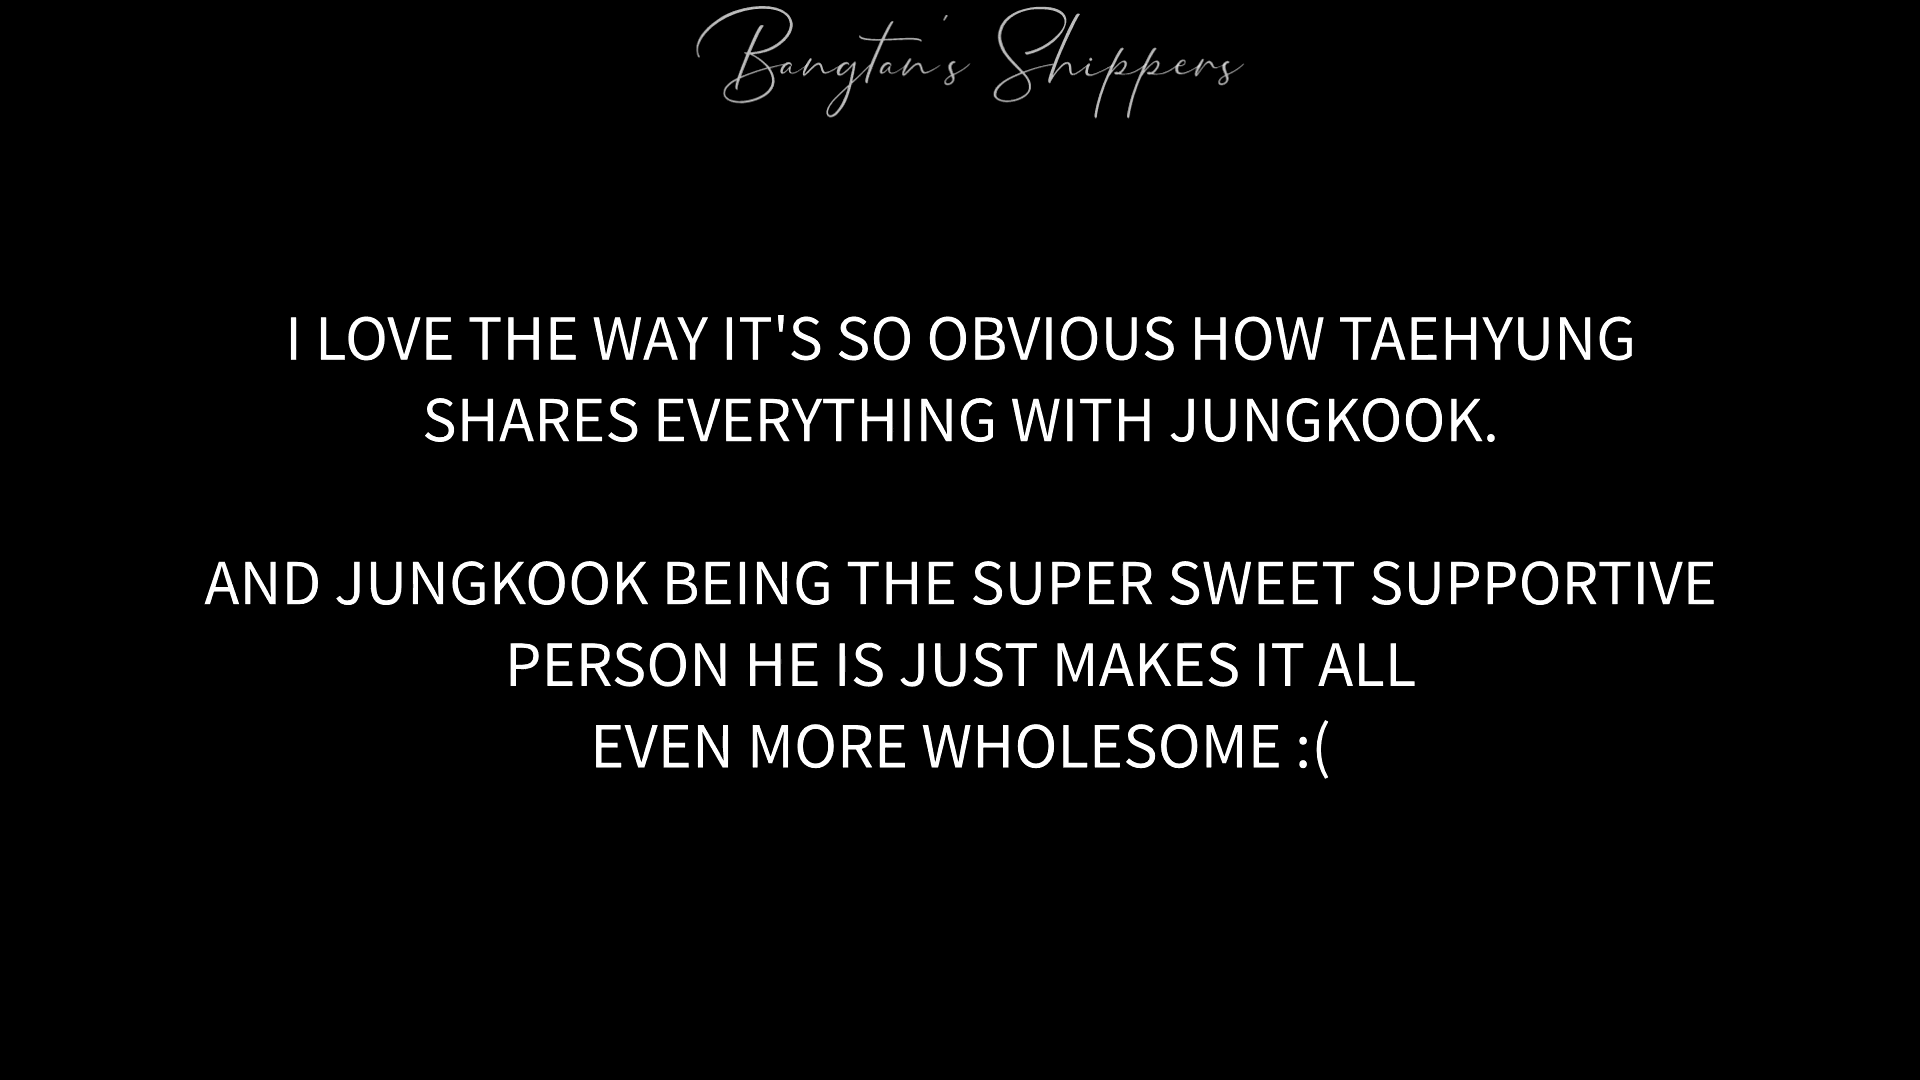 Bangtan's Shippers
I LOVE THE WAY IT'S SO OBVIOUS HOW TAEHYUNG
SHARES EVERYTHING WITH JUNGKOOK.
AND JUNGKOOK BEING THE SUPER SWEET SUPPORTIVE
PERSON HE IS JUST MAKES IT ALL
EVEN MORE WHOLESOME :(